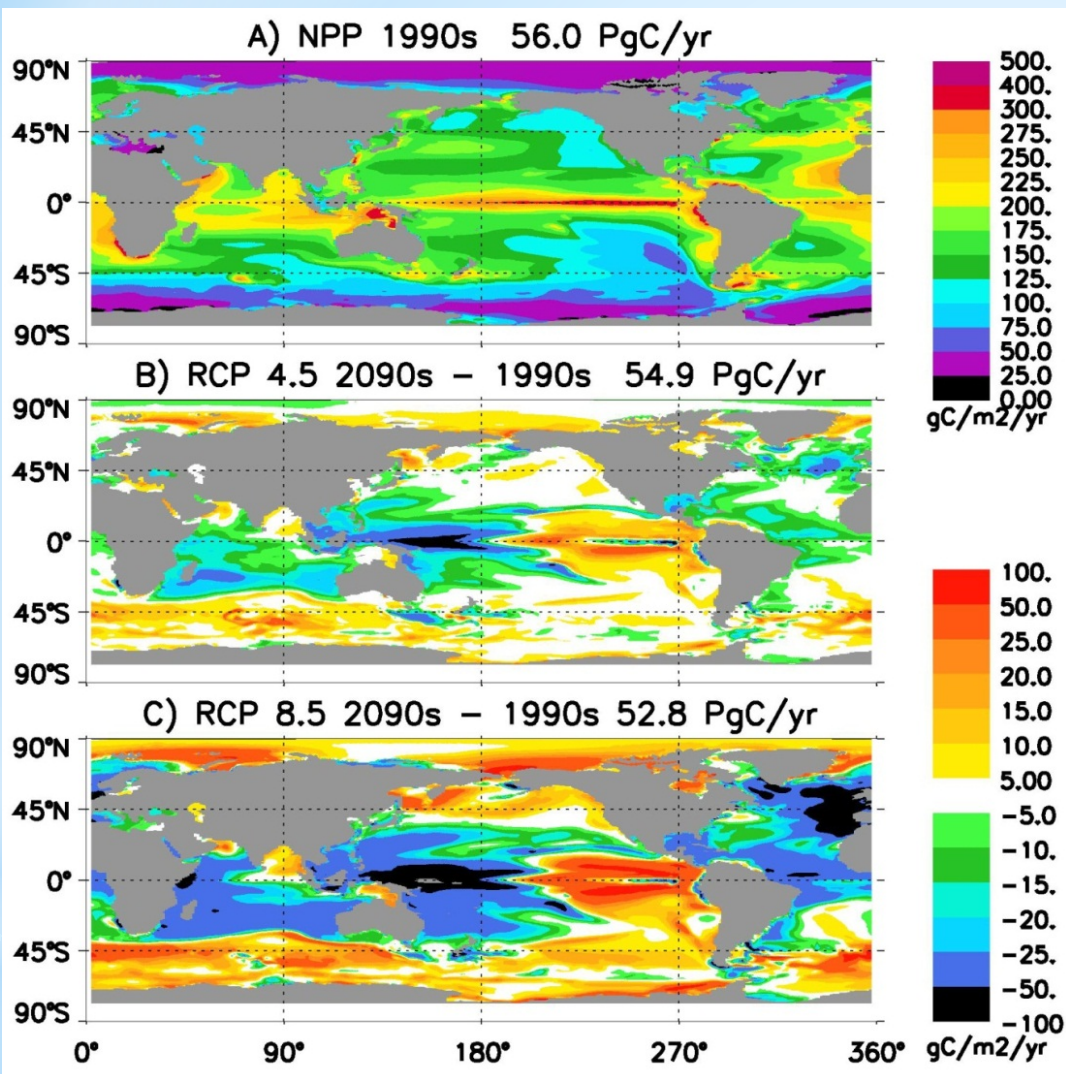 A) NPP 1990s 56.0 PgC/yr
90°N
45°N
0°
45°S
90°S
500.
400.
300.
275.
250.
225.
200.
175.
150.
125.
100.
75.0
50.0
25.0
0.00
gC/m2/yr
B) RCP 4.5 2090s – 1990s 54.9 PgC/yr
90°N
45°N
0°
45°S
90°S
C) RCP 8.5 2090s – 1990s 52.8 PgC/yr
90°N
45°N
0°
45°S
90°S
0°
90°
180°
270°
360°
100.
50.0
25.0
20.0
15.0
10.0
5.00
-5.0
-10.
-15.
-20.
-25.
-50.
-100
gC/m2/yr